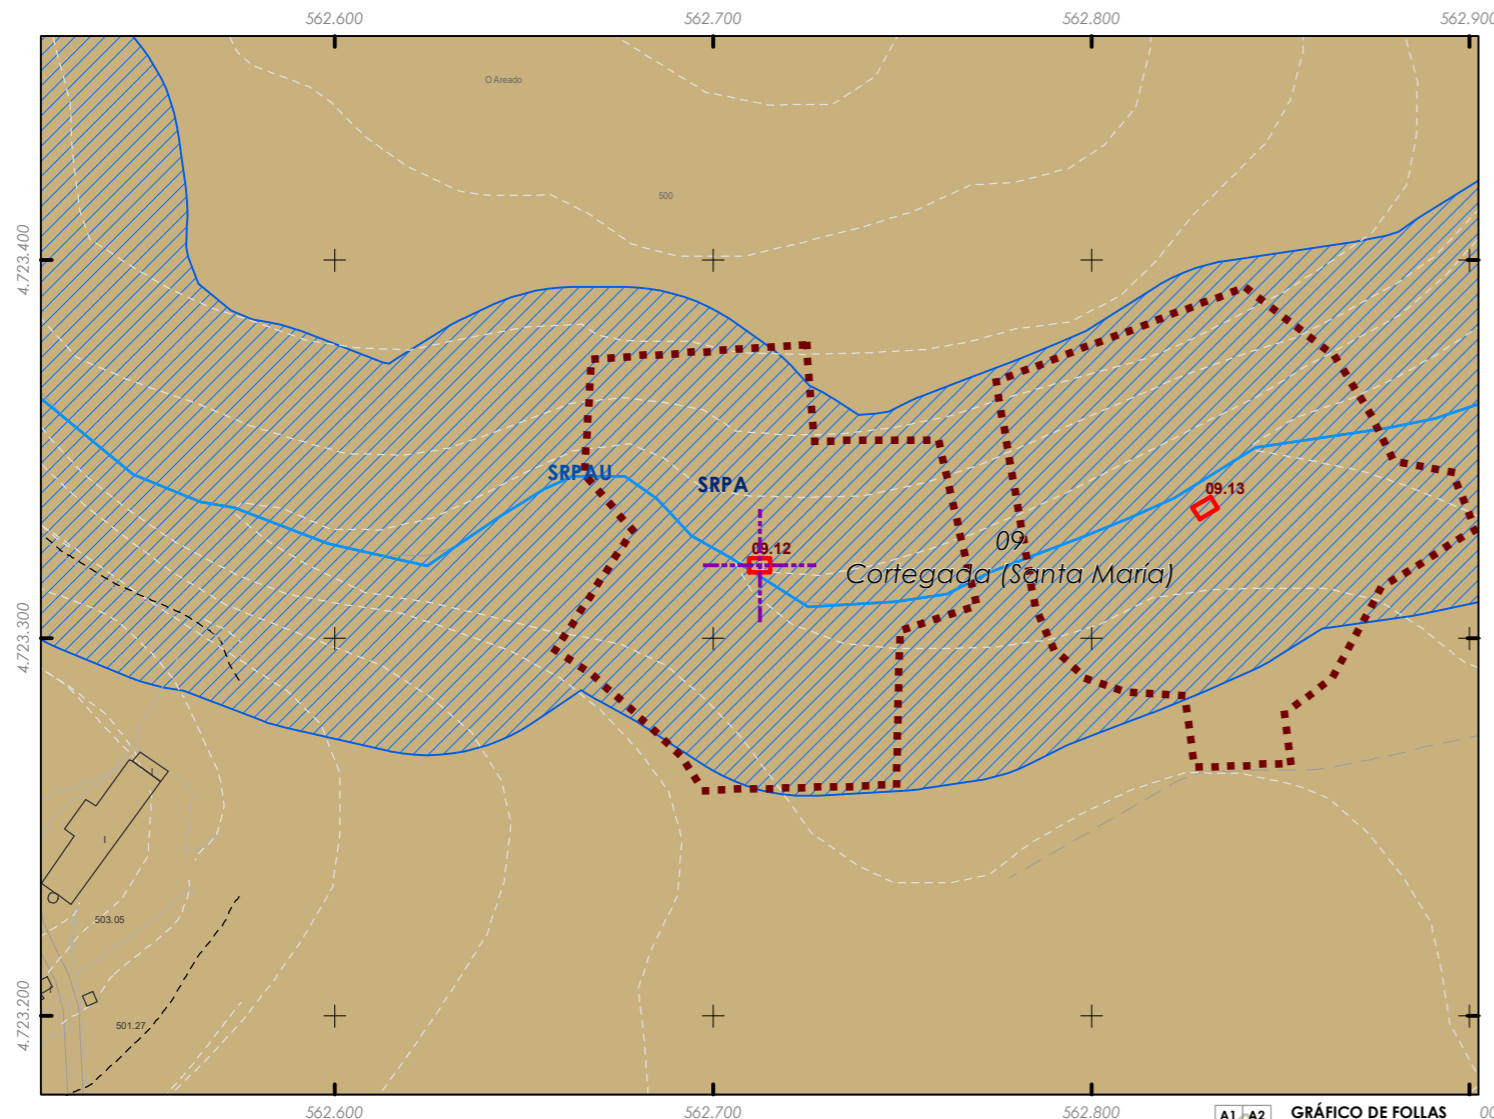 562.600 562.700 562.800 562.900
O Areado
500
4.723.400
SRPAU
SRPA
09.13
09.12
09
Cortegada (Santa María)
4.723.300
I
I
503.05
4.723.200
501.27
562.600 562.700 562.800
A1 A2 GRÁFICO DE FOLLAS